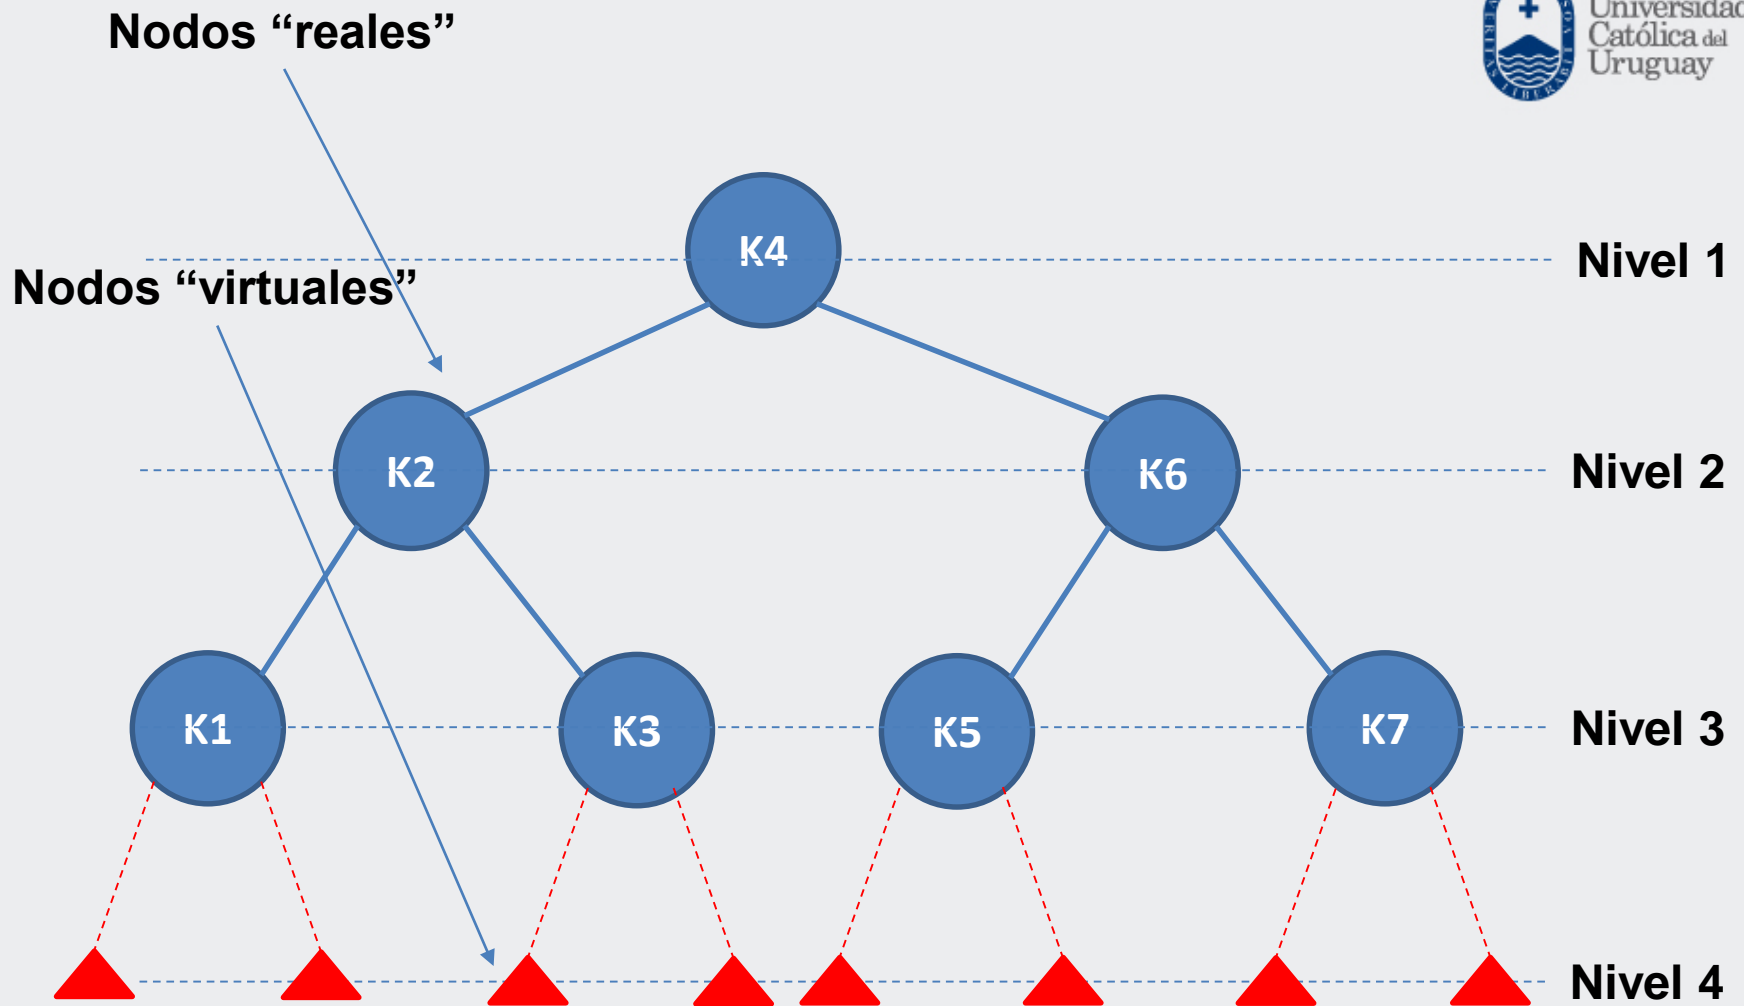 Nodos “reales”
Universidad
Católica del
Uruguay
K4
Nivel 1
Nodos “virtuales”
K2
K6
Nivel 2
K1
K3
K5
K7
Nivel 3
Nivel 4